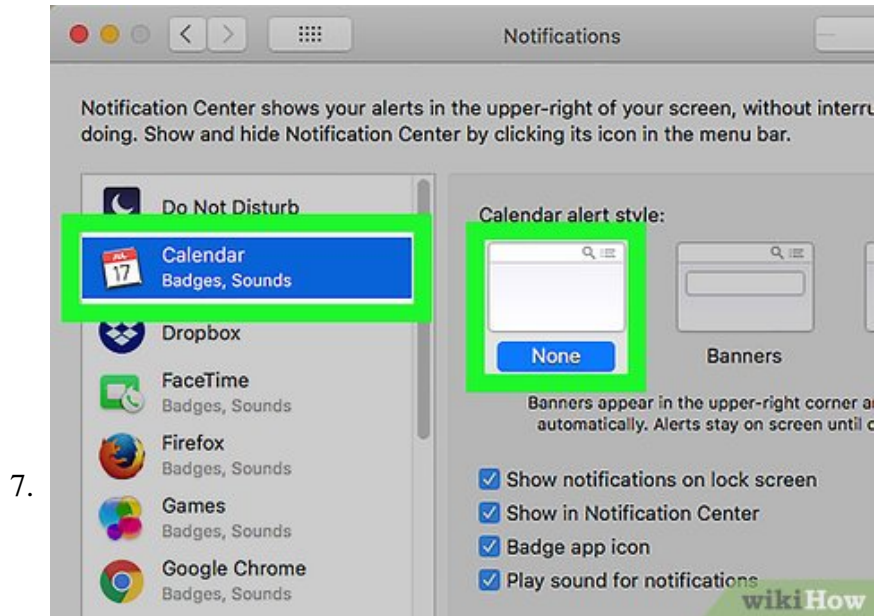 Notifications
Notification Center shows your alerts in the upper-right of your screen, without interru
doing. Show and hide Notification Center by clicking its icon in the menu bar.
Do Not Disturb
Calendar
Badges, Sounds
JUL
17
Dropbox
FaceTime
Badges, Sounds
Firefox
Badges, Sounds
Games
Badges, Sounds
Google Chrome
Badges, Sounds
Calendar alert style:
None
Banners
Banners appear in the upper-right corner a
automatically. Alerts stay on screen until
Show notifications on lock screen
Show in Notification Center
Badge app icon
Play sound for notifications
7.
wikiHow